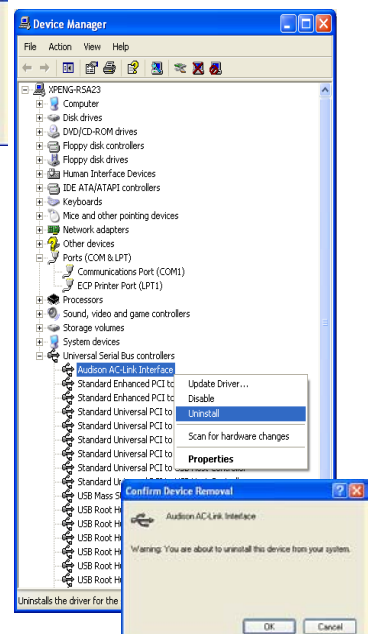 Device Manager
File Action View Help
XPENG-RSA23
Computer
Disk drives
DVD/CD-ROM drives
Floppy disk controllers
Floppy disk drives
Human Interface Devices
IDE ATA/ATAPI controllers
Keyboards
Mice and other pointing devices
Network adapters
Other devices
Ports (COM & LPT)
Communications Port (COM1)
ECP Printer Port (LPT1)
Processors
Sound, video and game controllers
Storage volumes
System devices
Universal Serial Bus controllers
Audison AC-Link Interface
Standard Enhanced PCI to
Standard Enhanced PCI to
Standard Universal PCI to
Standard Universal PCI to
Standard Universal PCI to
Standard Universal PCI to
Standard Universal PCI to
USB Mass
USB Root
USB Root
USB Root
USB Root
USB Root
USB Root
Update Driver...
Disable
Uninstall
Scan for hardware changes
Properties
Uninstalls the driver for the
Confirm Device Removal
Audison AC-Link Interface
Warning: You are about to uninstall this device from your system.
OK Cancel